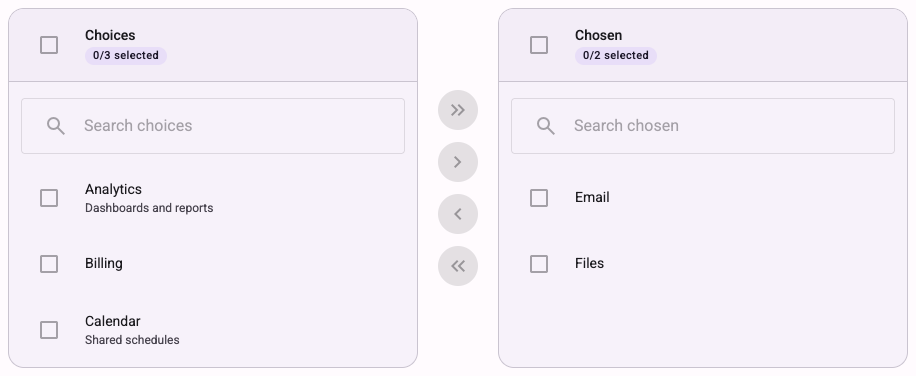 Choices
0/3 selected
Search choices
Analytics
Dashboards and reports
Billing
Calendar
Shared schedules
Chosen
0/2 selected
Search chosen
Email
Files